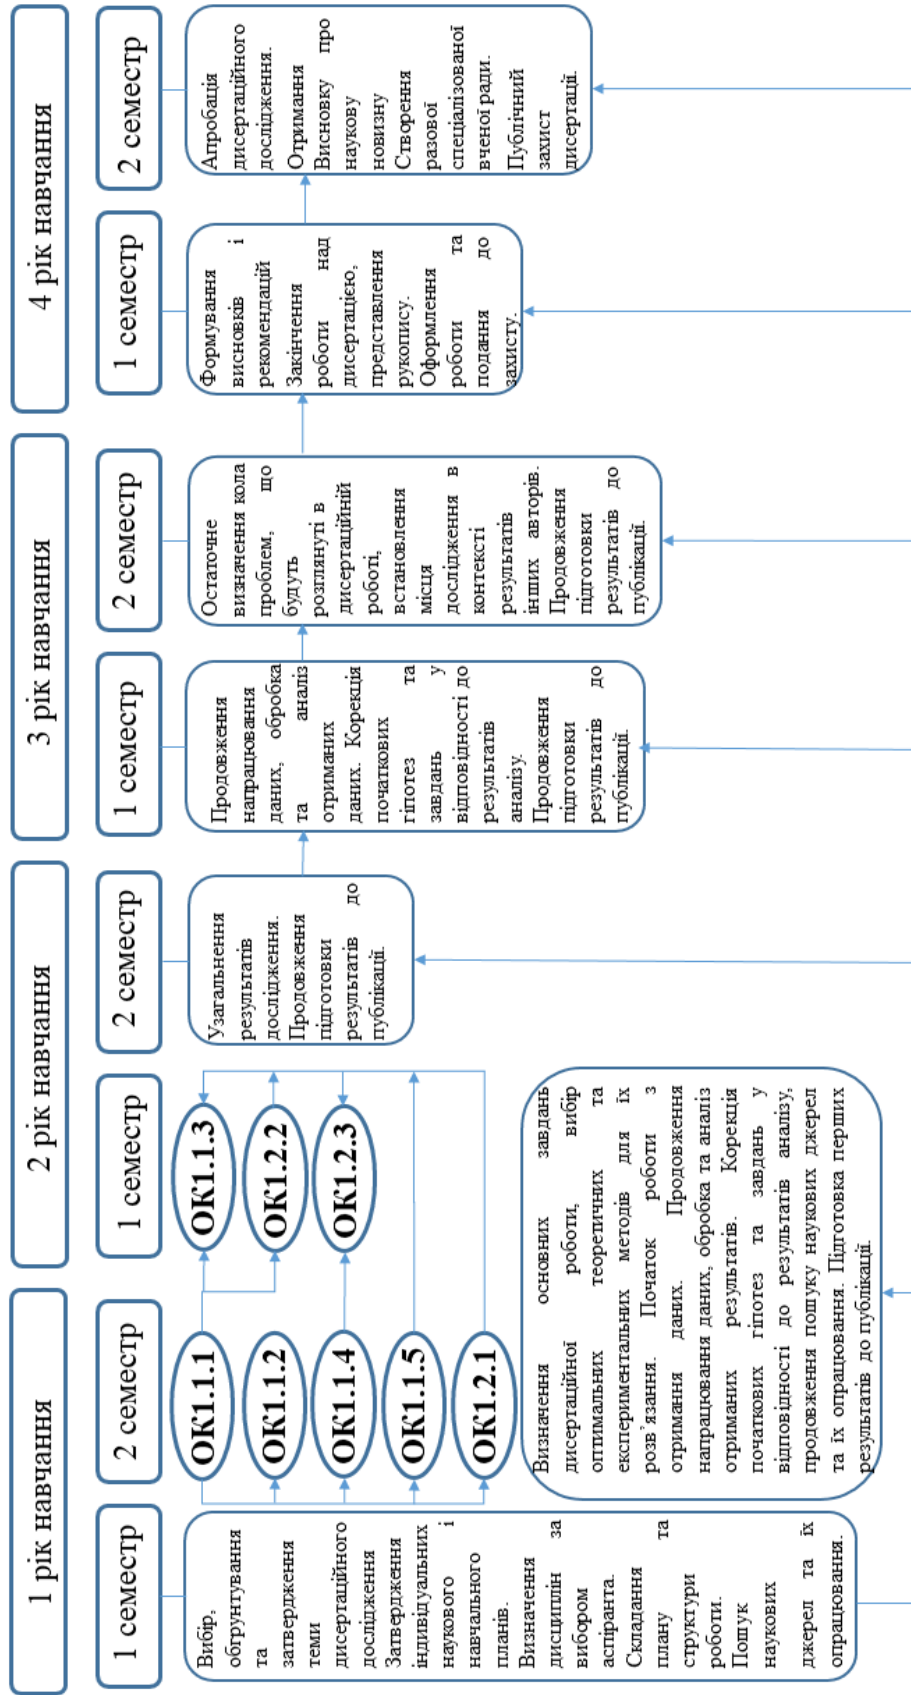 1 рік навчання
2 рік навчання
3 рік навчання
4 рік навчання
1 семестр
2 семестр
1 семестр
2 семестр
1 семестр
2 семестр
1 семестр
2 семестр
Вибір,
обґрунтування
та
затвердження
теми
дисертаційного
дослідження
Затвердження
індивідуальних
наукового і
навчального
планів.
Визначення
дисциплін за
вибором
аспіранта.
Складання
плану та
структури
роботи.
Пошук
наукових
джерел та їх
опрацювання.
ОК1.1.1
ОК1.1.2
ОК1.1.4
ОК1.1.5
ОК1.2.1
ОК1.1.3
ОК1.2.2
ОК1.2.3
Визначення основних завдань
дисертаційної роботи, вибір
оптимальних теоретичних та
експериментальних методів для їх
розв’язання. Початок роботи з
отримання даних. Продовження
напрацювання даних, обробка та аналіз
отриманих результатів. Корекція
початкових гіпотез та завдань у
відповідності до результатів аналізу,
продовження пошуку наукових джерел
та їх опрацювання. Підготовка перших
результатів до публікації.
Узагальнення
результатів
дослідження.
Продовження
підготовки
результатів до
публікації.
Продовження
напрацювання
даних, обробка
та аналіз
отриманих
даних. Корекція
початкових
гіпотез та
завдань у
відповідності до
результатів
аналізу.
Продовження
підготовки
результатів до
публікації.
Остаточне
визначення кола
проблем, що
будуть
розглянуті в
дисертаційній
роботі,
встановлення
місця
дослідження в
контексті
результатів
інших авторів.
Продовження
підготовки
результатів до
публікації.
Формування
висновків і
рекомендацій
Закінчення
роботи над
дисертацією,
представлення
рукопису.
Оформлення
роботи та
подання до
захисту.
Апробація
дисертаційного
дослідження.
Отримання
Висновку про
наукову
новизну
Створення
разової
спеціалізованої
вченої ради.
Публічний
захист
дисертації.